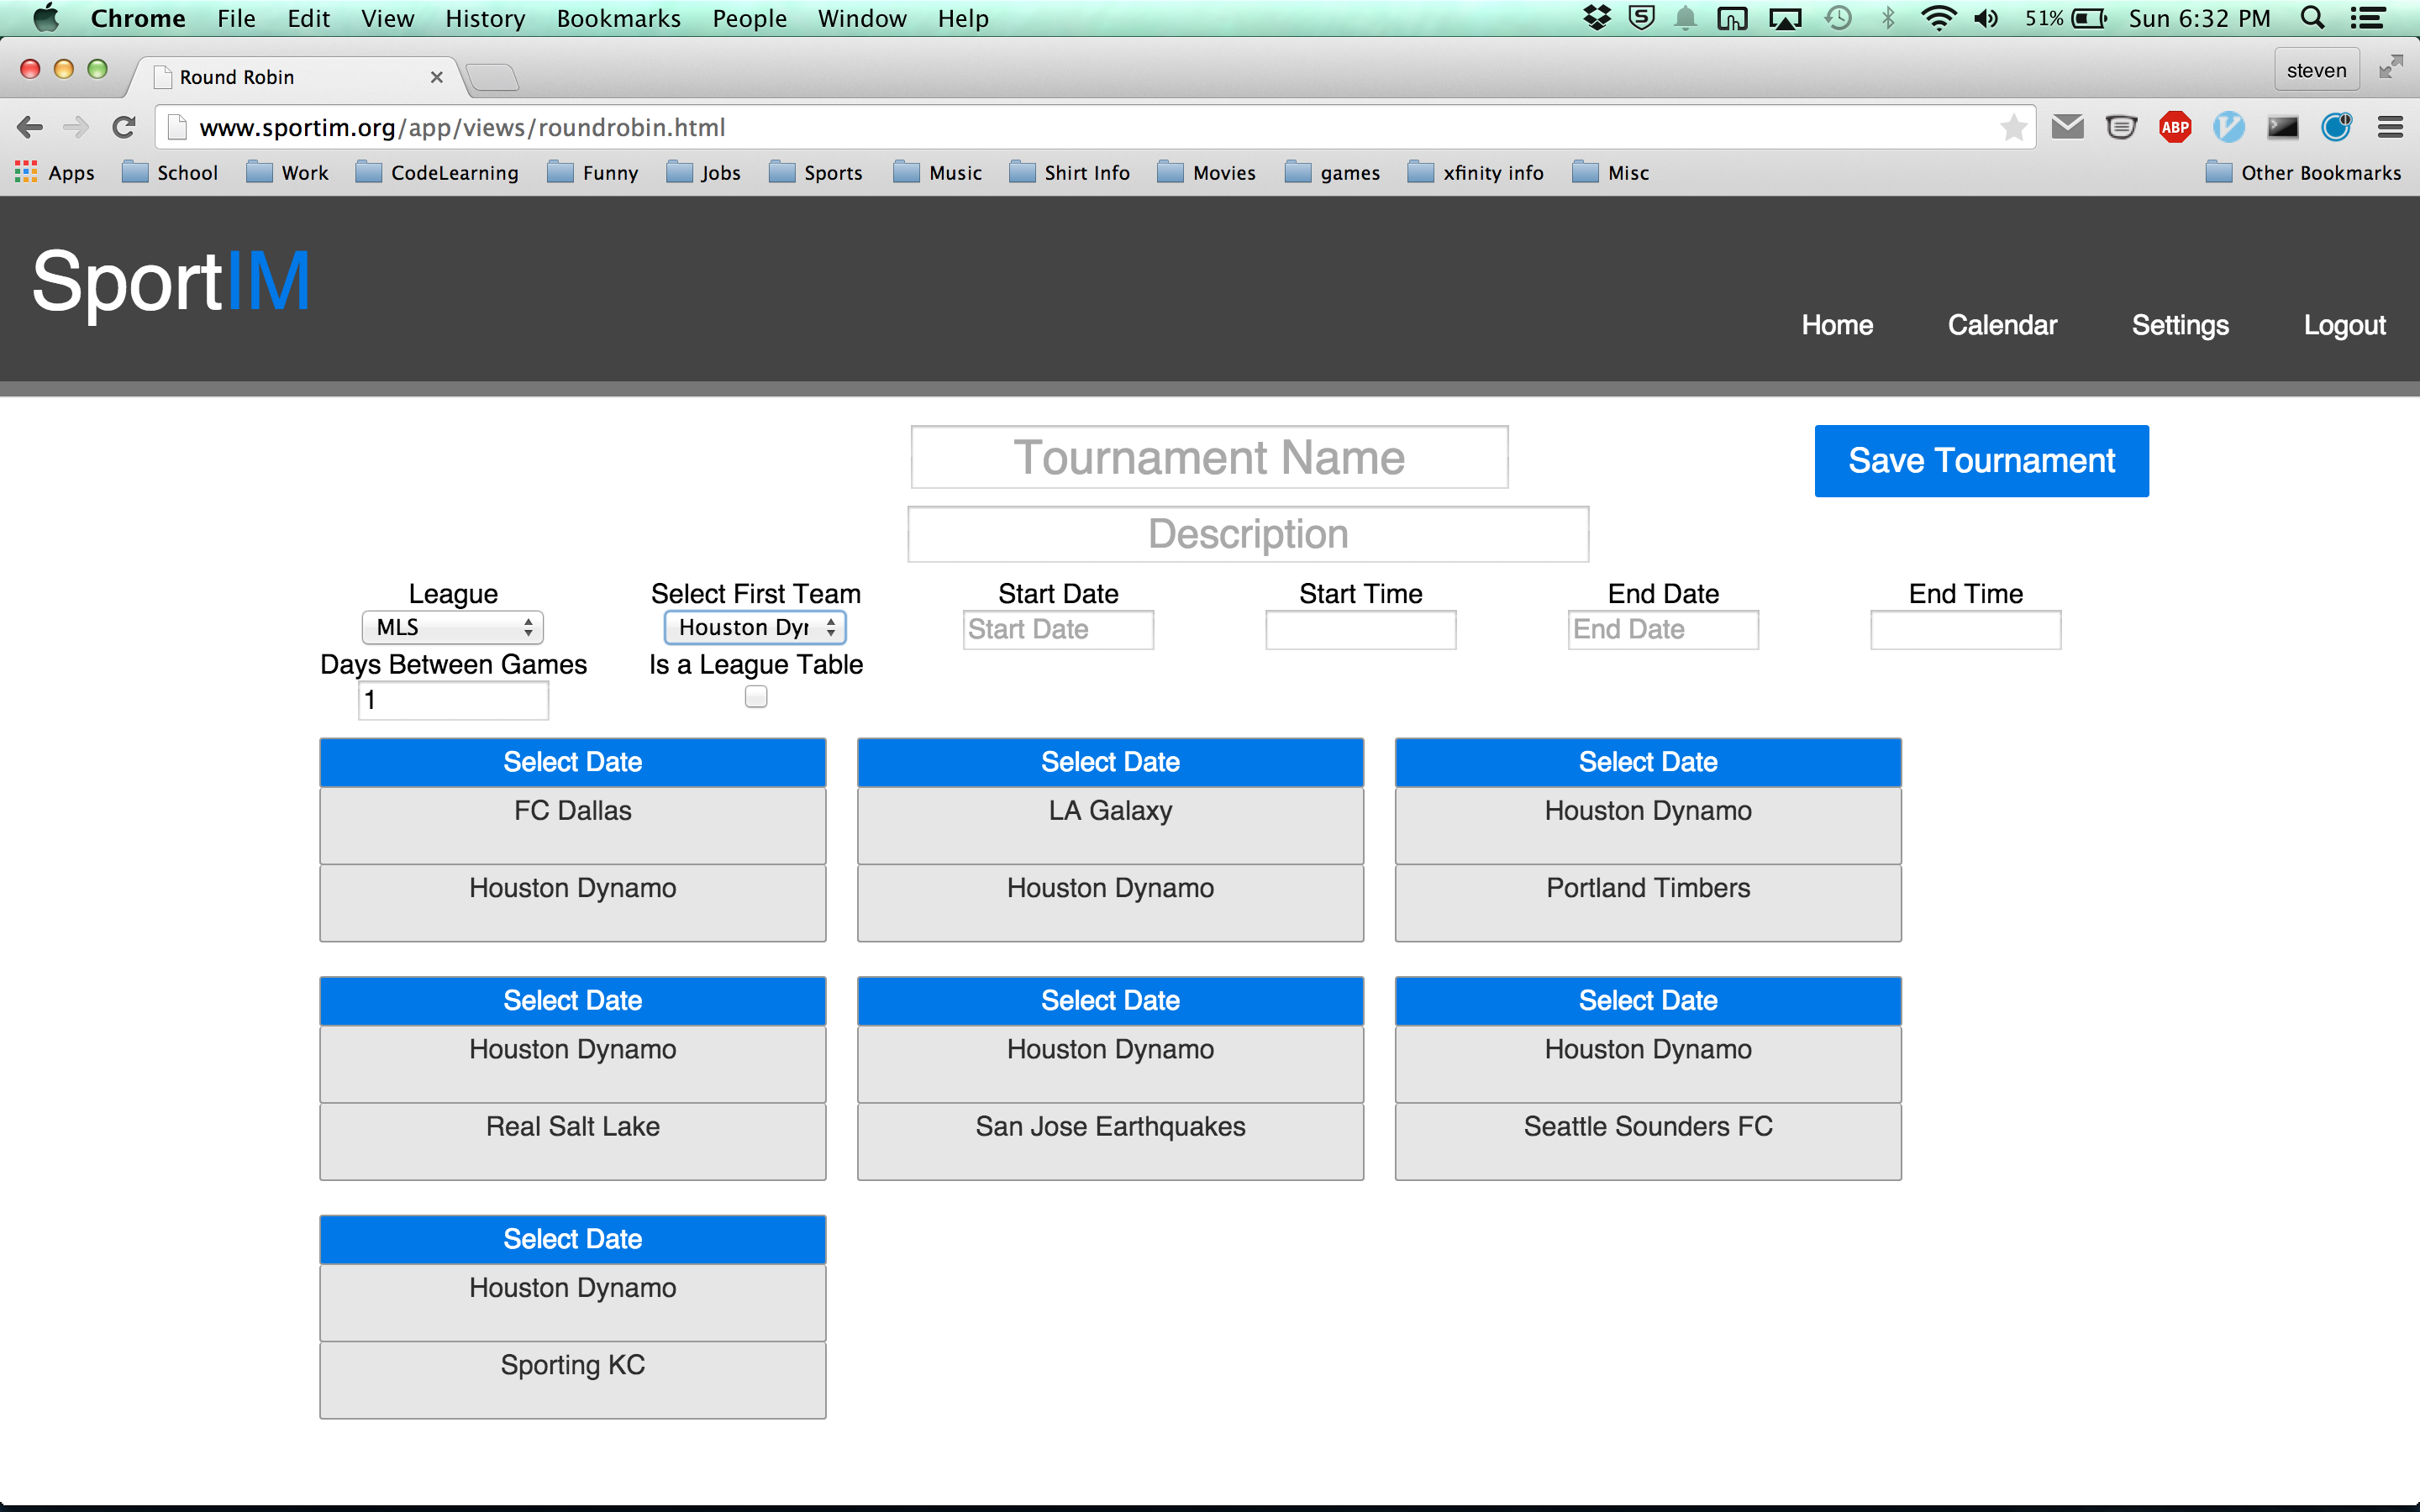 Chrome File Edit View History Bookmarks People Window Help 51% Sun 6:32 PM
Round Robin steven
www.sportim.org/app/views/roundrobin.html ABP
Apps School Work CodeLearning Funny Jobs Sports Music Shirt Info Movies games xfinity info Misc Other Bookmarks
SportIM
Home Calendar Settings Logout
Tournament Name
Save Tournament
Description
League Select First Team Start Date Start Time End Date End Time
MLS Houston Dyr Start Date End Date
Days Between Games Is a League Table
1
Select Date Select Date Select Date
FC Dallas LA Galaxy Houston Dynamo
Houston Dynamo Houston Dynamo Portland Timbers
Select Date Select Date Select Date
Houston Dynamo Houston Dynamo Houston Dynamo
Real Salt Lake San Jose Earthquakes Seattle Sounders FC
Select Date
Houston Dynamo
Sporting KC